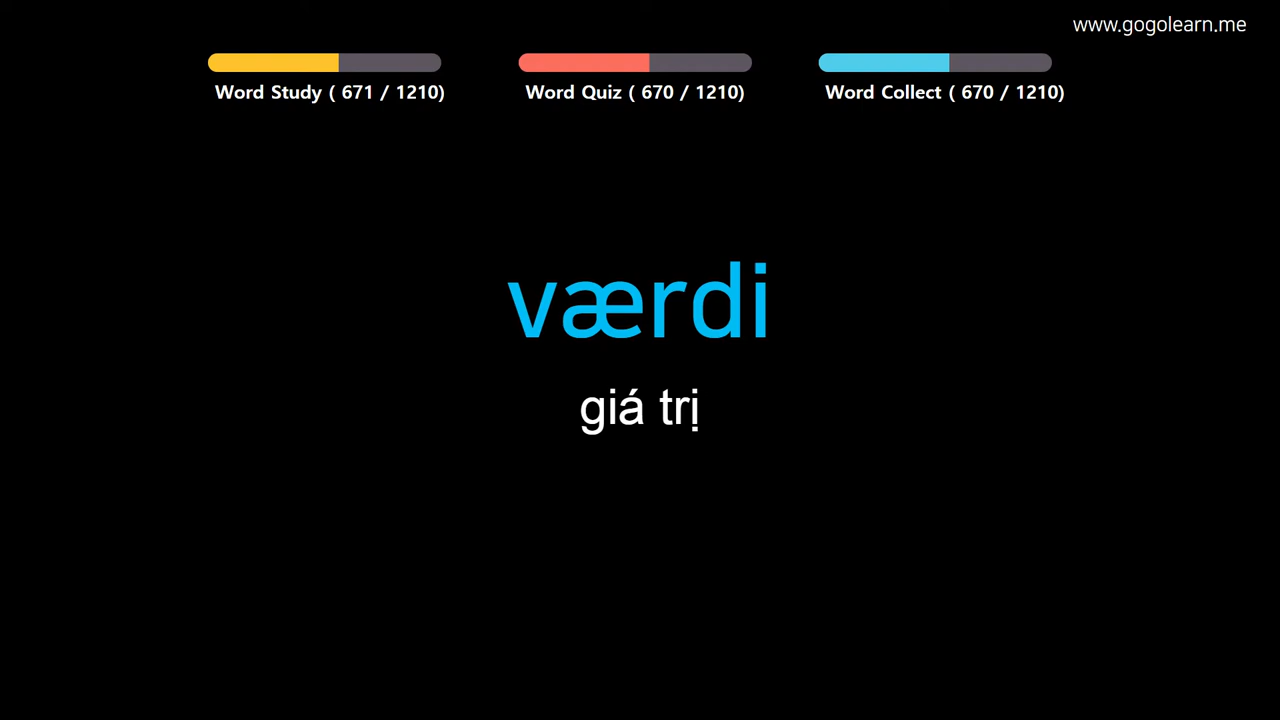 www.gogolearn.me
Word Study ( 671 / 1210)
Word Quiz ( 670 / 1210)
Word Collect ( 670 / 1210)
værdi
giá trị